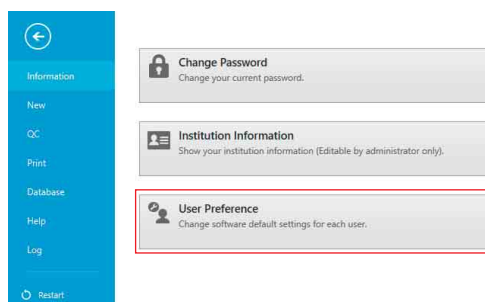 Information
New
QC
Print
Database
Help
Log
Restart
Change Password
Change your current password.
Institution Information
Show your institution information (Editable by administrator only).
User Preference
Change software default settings for each user.